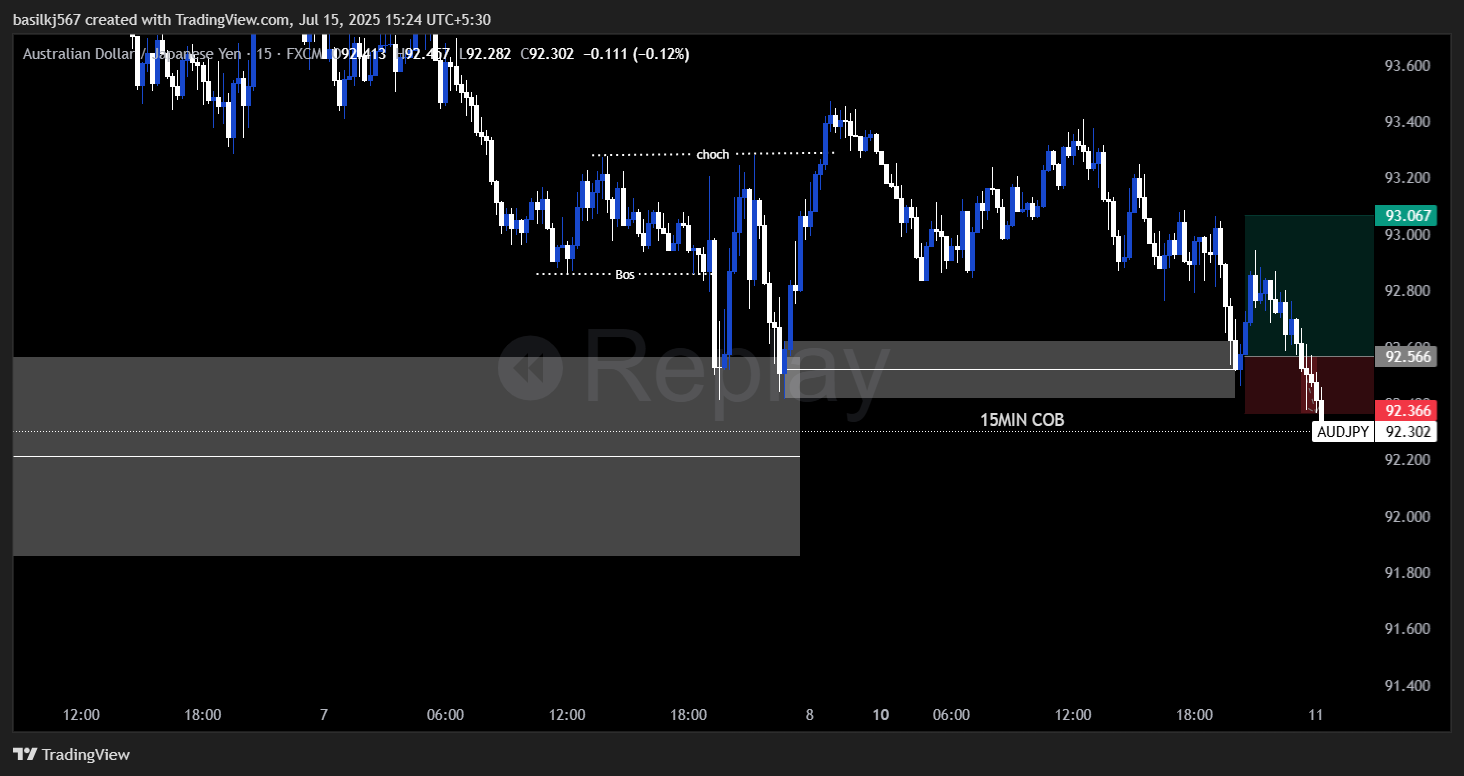 basilkj567 created with TradingView.com, Jul 15, 2025 15:24 UTC+5:30
Australian Dollar / Japanese Yen · 15 · FXCM O92.413 H92.457 L92.282 C92.302 −0.111 (−0.12%)
93.600
93.400
choch
93.200
93.067
93.000
Bos
92.800
Replay
92.566
92.366
15MIN COB
AUDJPY 92.302
92.200
92.000
91.800
91.600
91.400
12:00 18:00 7 06:00 12:00 18:00 8 10 06:00 12:00 18:00 11
TradingView